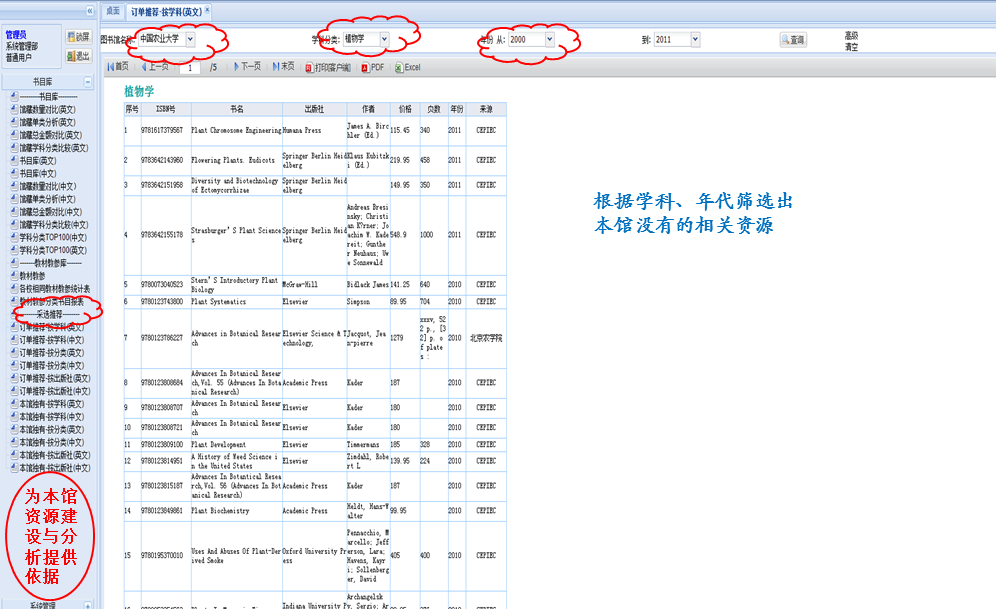 桌面 订单推荐-按学科(英文)
管理员
系统管理部
普通用户
锁屏
退出
图书馆名称 中国农业大学 学科分类 植物学 年份 从: 2000 到: 2011 查询 高级
清空
首页 上一页 1 /5 下一页 末页 打印[客户端] PDF Excel
书目库
--------书目库--------
馆藏数量对比(英文)
馆藏单类分析(英文)
馆藏总金额对比(英文)
馆藏学科分类比较(英文)
书目库(英文)
书目库(中文)
馆藏数量对比(中文)
馆藏单类分析(中文)
馆藏总金额对比(中文)
馆藏学科分类比较(中文)
学科分类TOP100(中文)
学科分类TOP100(英文)
-------教材教参库-------
教材教参
各校相同教材教参统计表
教材教参分类书目报表
--------采选推荐--------
订单推荐-按学科(英文)
订单推荐-按学科(中文)
订单推荐-按分类(英文)
订单推荐-按分类(中文)
订单推荐-按出版社(英文)
订单推荐-按出版社(中文)
本馆独有-按学科(英文)
本馆独有-按学科(中文)
本馆独有-按分类(英文)
本馆独有-按分类(中文)
本馆独有-按出版社(英文)
本馆独有-按出版社(中文)
为本馆
资源建
设与分
析提供
依据
系统管理
植物学
序号 ISBN号 书名 出版社 作者 价格 页数 年份 来源
1 9781617379567 Plant Chromosome Engineering Humana Press James A. Birchler (Ed.) 115.45 340 2011 CEPIEC
2 9783642143960 Flowering Plants. Eudicots Springer Berlin Heidelberg Klaus Kubitzki (Ed.) 219.95 458 2011 CEPIEC
3 9783642151958 Diversity and Biotechnology of Ectomycorrhizae Springer Berlin Heidelberg 149.95 350 2011 CEPIEC
4 9783642155178 Strasburger'S Plant Sciences Springer Berlin Heidelberg Andreas Bresinsky; Christian K?rner; Joachim W. Kadereit; Gunther Neuhaus; Uwe Sonnewald 548.9 1000 2011 CEPIEC
5 9780073040523 Stern'S Introductory Plant Biology McGraw-Hill Bidlack James 141.25 640 2010 CEPIEC
6 9780123743800 Plant Systematics Elsevier Simpson 89.95 704 2010 CEPIEC
7 9780123786227 Advances in Botanical Research Elsevier Science & Technology, Jacquot, Jean-pierre 1279 xxxv, 522 p., [32] p. of plates : 2010 北京农学院
8 9780123808684 Advances In Botanical Research,Vol. 55 (Advances In Botanical Research) Academic Press Kader 187 2010 CEPIEC
9 9780123808707 Advances In Botanical Research Elsevier Kader 180 2010 CEPIEC
10 9780123808721 Advances In Botanical Research Elsevier Kader 180 2010 CEPIEC
11 9780123809100 Plant Development Elsevier Timmermans 185 328 2010 CEPIEC
12 9780123814951 A History of Weed Science in the United States Elsevier Zimdahl, Robert L 139.95 224 2010 CEPIEC
13 9780123815187 Advances In Botantical Research,Vol. 56 (Advances In Botanical Research) Academic Press Kader 187 2010 CEPIEC
14 9780123849861 Plant Biochemistry Academic Press Heldt, Hans-Walter 99.95 2010 CEPIEC
15 9780195370010 Uses And Abuses Of Plant-Derived Smoke Oxford University Press Pennacchio, Marcello; Jefferson, Lara; Havens, Kayri; Sollenberger, David 405 400 2010 CEPIEC
Indiana University P Archangelsky, Sergio; Ar
根据学科、年代筛选出
本馆没有的相关资源